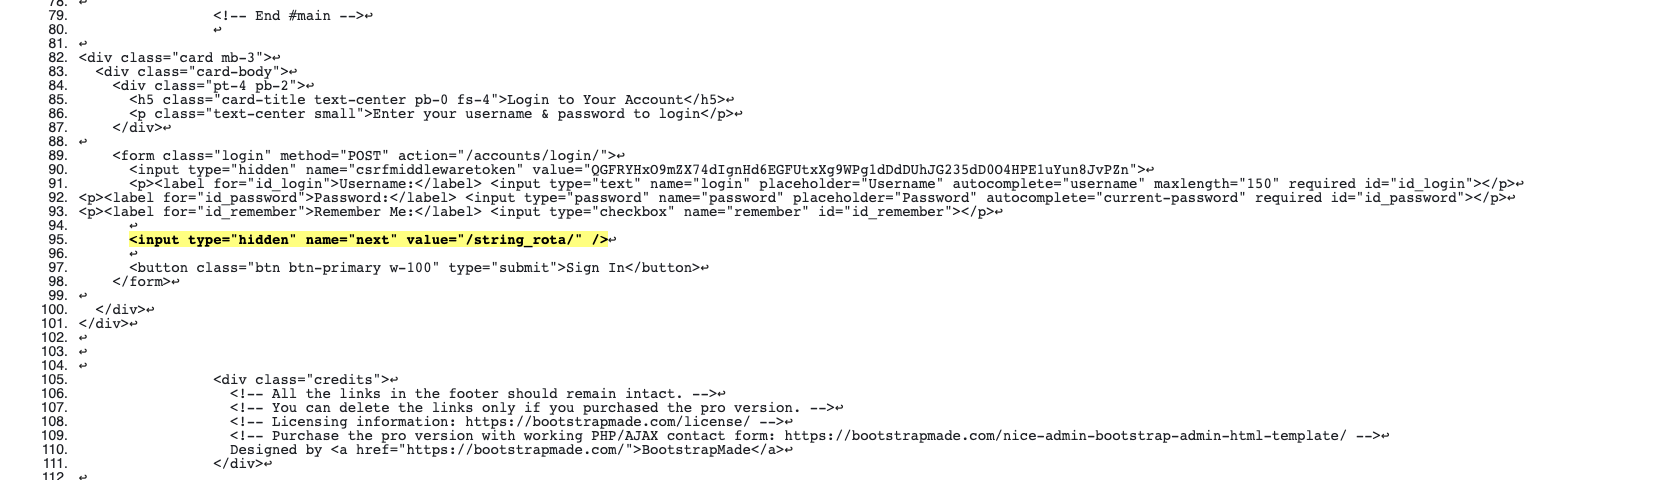 78. ↩
79. <!-- End #main -->↩
80. ↩
81. ↩
82. <div class="card mb-3">↩
83. <div class="card-body">↩
84. <div class="pt-4 pb-2">↩
85. <h5 class="card-title text-center pb-0 fs-4">Login to Your Account</h5>↩
86. <p class="text-center small">Enter your username & password to login</p>↩
87. </div>↩
88. ↩
89. <form class="login" method="POST" action="/accounts/login/">↩
90. <input type="hidden" name="csrfmiddlewaretoken" value="QGFRYHxO9mZX74dIgnHd6EGFUtxXg9WPg1dDdDUhJG235dD0O4HPEluYun8JvPZn">↩
91. <p><label for="id_login">Username:</label> <input type="text" name="login" placeholder="Username" autocomplete="username" maxlength="150" required id="id_login"></p>↩
92. <p><label for="id_password">Password:</label> <input type="password" name="password" placeholder="Password" autocomplete="current-password" required id="id_password"></p>↩
93. <p><label for="id_remember">Remember Me:</label> <input type="checkbox" name="remember" id="id_remember"></p>↩
94. ↩
95. <input type="hidden" name="next" value="/string_rota/" />↩
96. ↩
97. <button class="btn btn-primary w-100" type="submit">Sign In</button>↩
98. </form>↩
99. ↩
100. </div>↩
101. </div>↩
102. ↩
103. ↩
104. ↩
105. <div class="credits">↩
106. <!-- All the links in the footer should remain intact. -->↩
107. <!-- You can delete the links only if you purchased the pro version. -->↩
108. <!-- Licensing information: https://bootstrapmade.com/license/ -->↩
109. <!-- Purchase the pro version with working PHP/AJAX contact form: https://bootstrapmade.com/nice-admin-bootstrap-admin-html-template/ -->↩
110. Designed by <a href="https://bootstrapmade.com/">BootstrapMade</a>↩
111. </div>↩
112. ↩